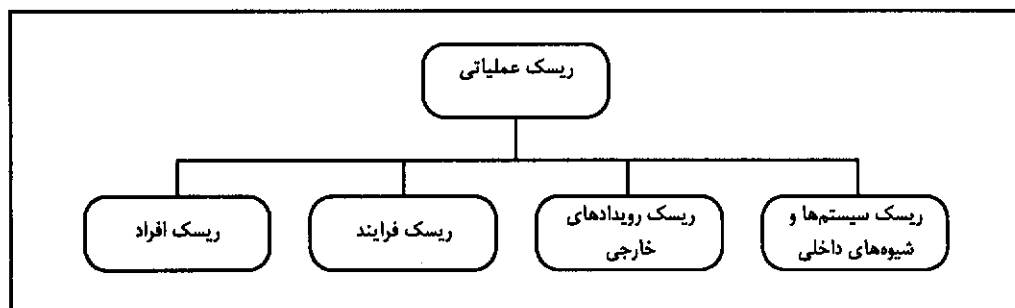 ریسک عملیاتی
ریسک سیستم‌ها و
شیوه‌های داخلی
ریسک رویدادهای
خارجی
ریسک فرایند
ریسک افراد